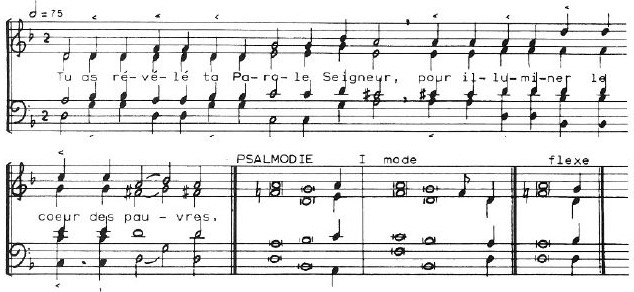 =75
Tu as ré-vé-lé ta Pa-ro-le Seigneur, pour il-lu-mi-ner le
PSALMODIE I mode flexe
coeur des pau-vres.